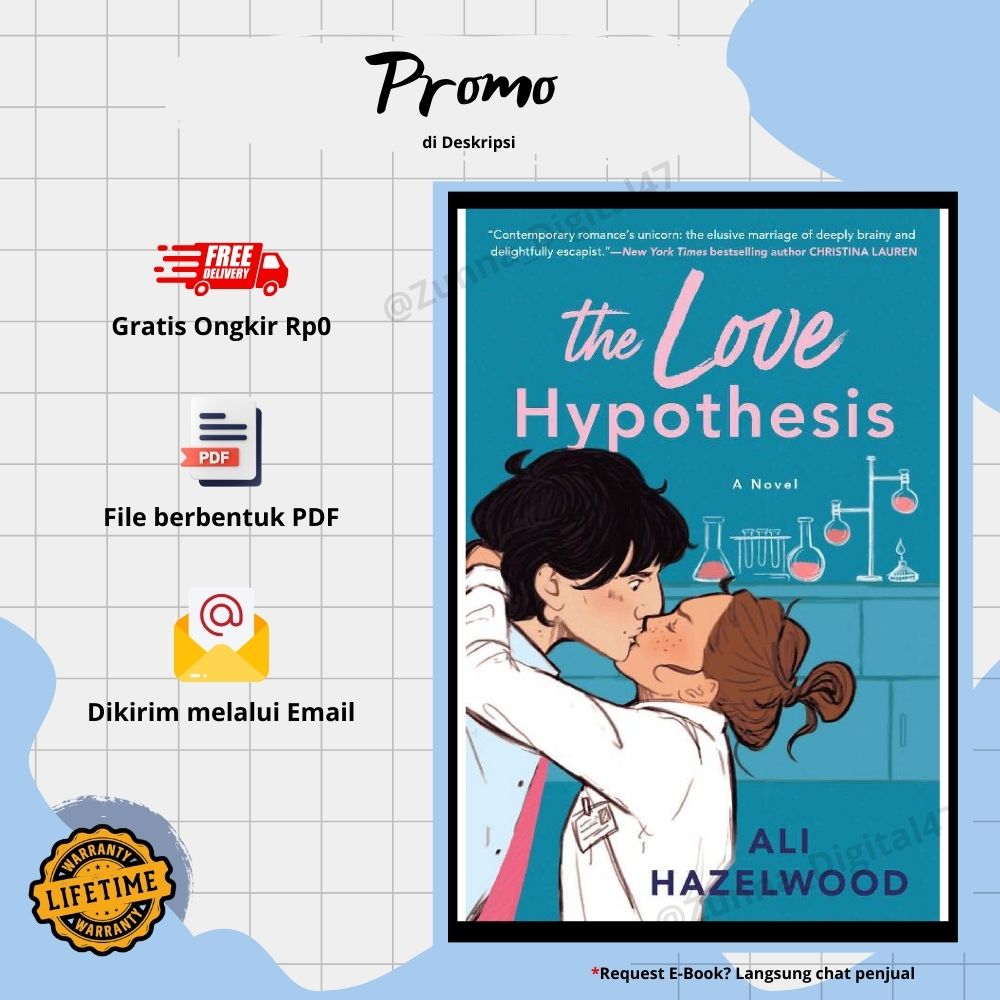 Promo
di Deskripsi
FREE
DELIVERY
Gratis Ongkir Rp0
PDF
File berbentuk PDF
@
Dikirim melalui Email
WARRANTY
LIFETIME
WARRANTY
@Zunna_Digital47
“Contemporary romance’s unicorn: the elusive marriage of deeply brainy and
delightfully escapist.”—New York Times bestselling author CHRISTINA LAUREN
the Love
Hypothesis
A Novel
ALI
HAZELWOOD
@Zunna_Digital47
*Request E-Book? Langsung chat penjual